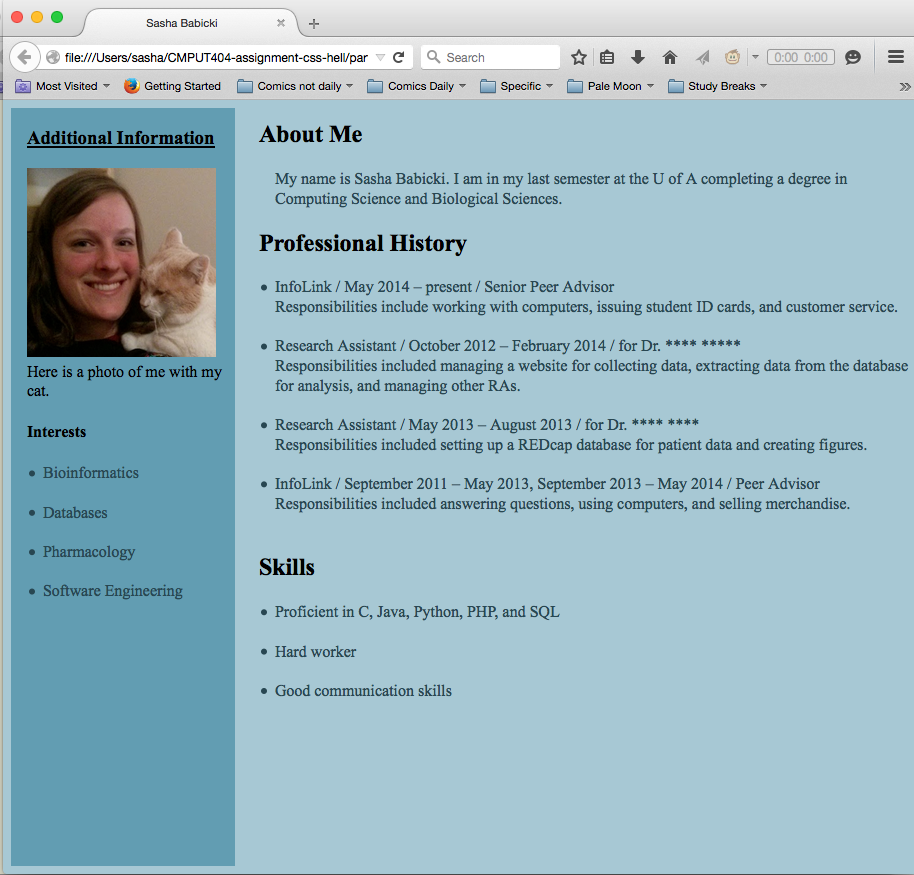 Sasha Babicki
file:///Users/sasha/CMPUT404-assignment-css-hell/par
Search
0:00 0:00
Most Visited
Getting Started
Comics not daily
Comics Daily
Specific
Pale Moon
Study Breaks
Additional Information
Here is a photo of me with my
cat.
Interests
Bioinformatics
Databases
Pharmacology
Software Engineering
About Me
My name is Sasha Babicki. I am in my last semester at the U of A completing a degree in
Computing Science and Biological Sciences.
Professional History
InfoLink / May 2014 – present / Senior Peer Advisor
Responsibilities include working with computers, issuing student ID cards, and customer service.
Research Assistant / October 2012 – February 2014 / for Dr. **** *****
Responsibilities included managing a website for collecting data, extracting data from the database
for analysis, and managing other RAs.
Research Assistant / May 2013 – August 2013 / for Dr. **** ****
Responsibilities included setting up a REDcap database for patient data and creating figures.
InfoLink / September 2011 – May 2013, September 2013 – May 2014 / Peer Advisor
Responsibilities included answering questions, using computers, and selling merchandise.
Skills
Proficient in C, Java, Python, PHP, and SQL
Hard worker
Good communication skills